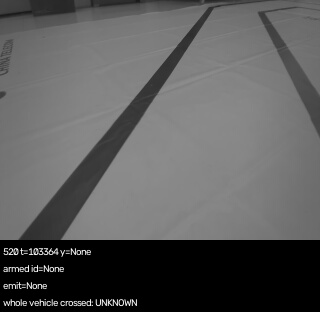 520 t=103364 y=None
armed id=None
emit=None
whole vehicle crossed: UNKNOWN